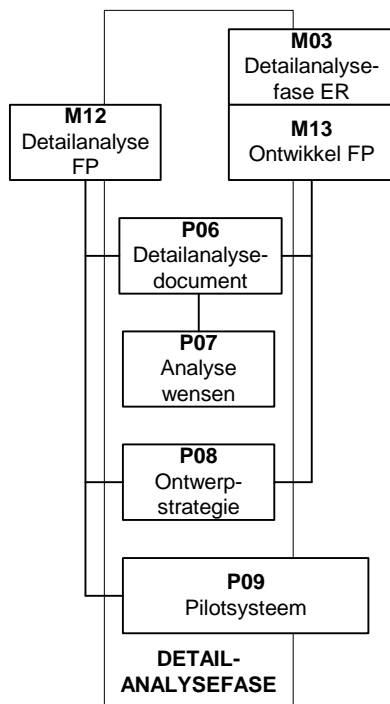 M03
Detailanalyse-
fase ER
M12
Detailanalyse
FP
M13
Ontwikkel FP
P06
Detailanalyse-
document
P07
Analyse
wensen
P08
Ontwerp-
strategie
P09
Pilotsysteem
DETAIL-
ANALYSEFASE